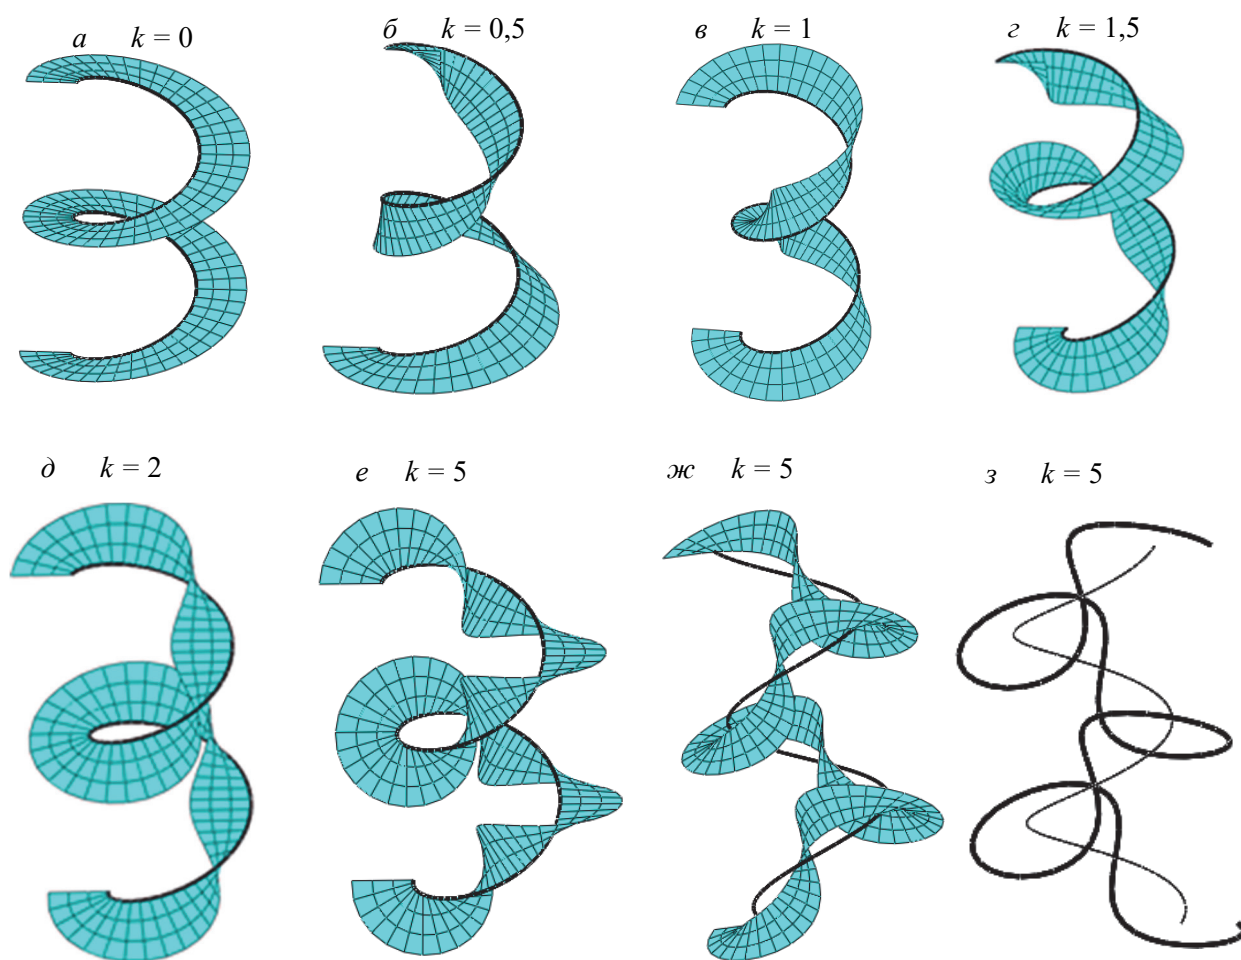 а k = 0
б k = 0,5
в k = 1
г k = 1,5
д k = 2
е k = 5
ж k = 5
з k = 5